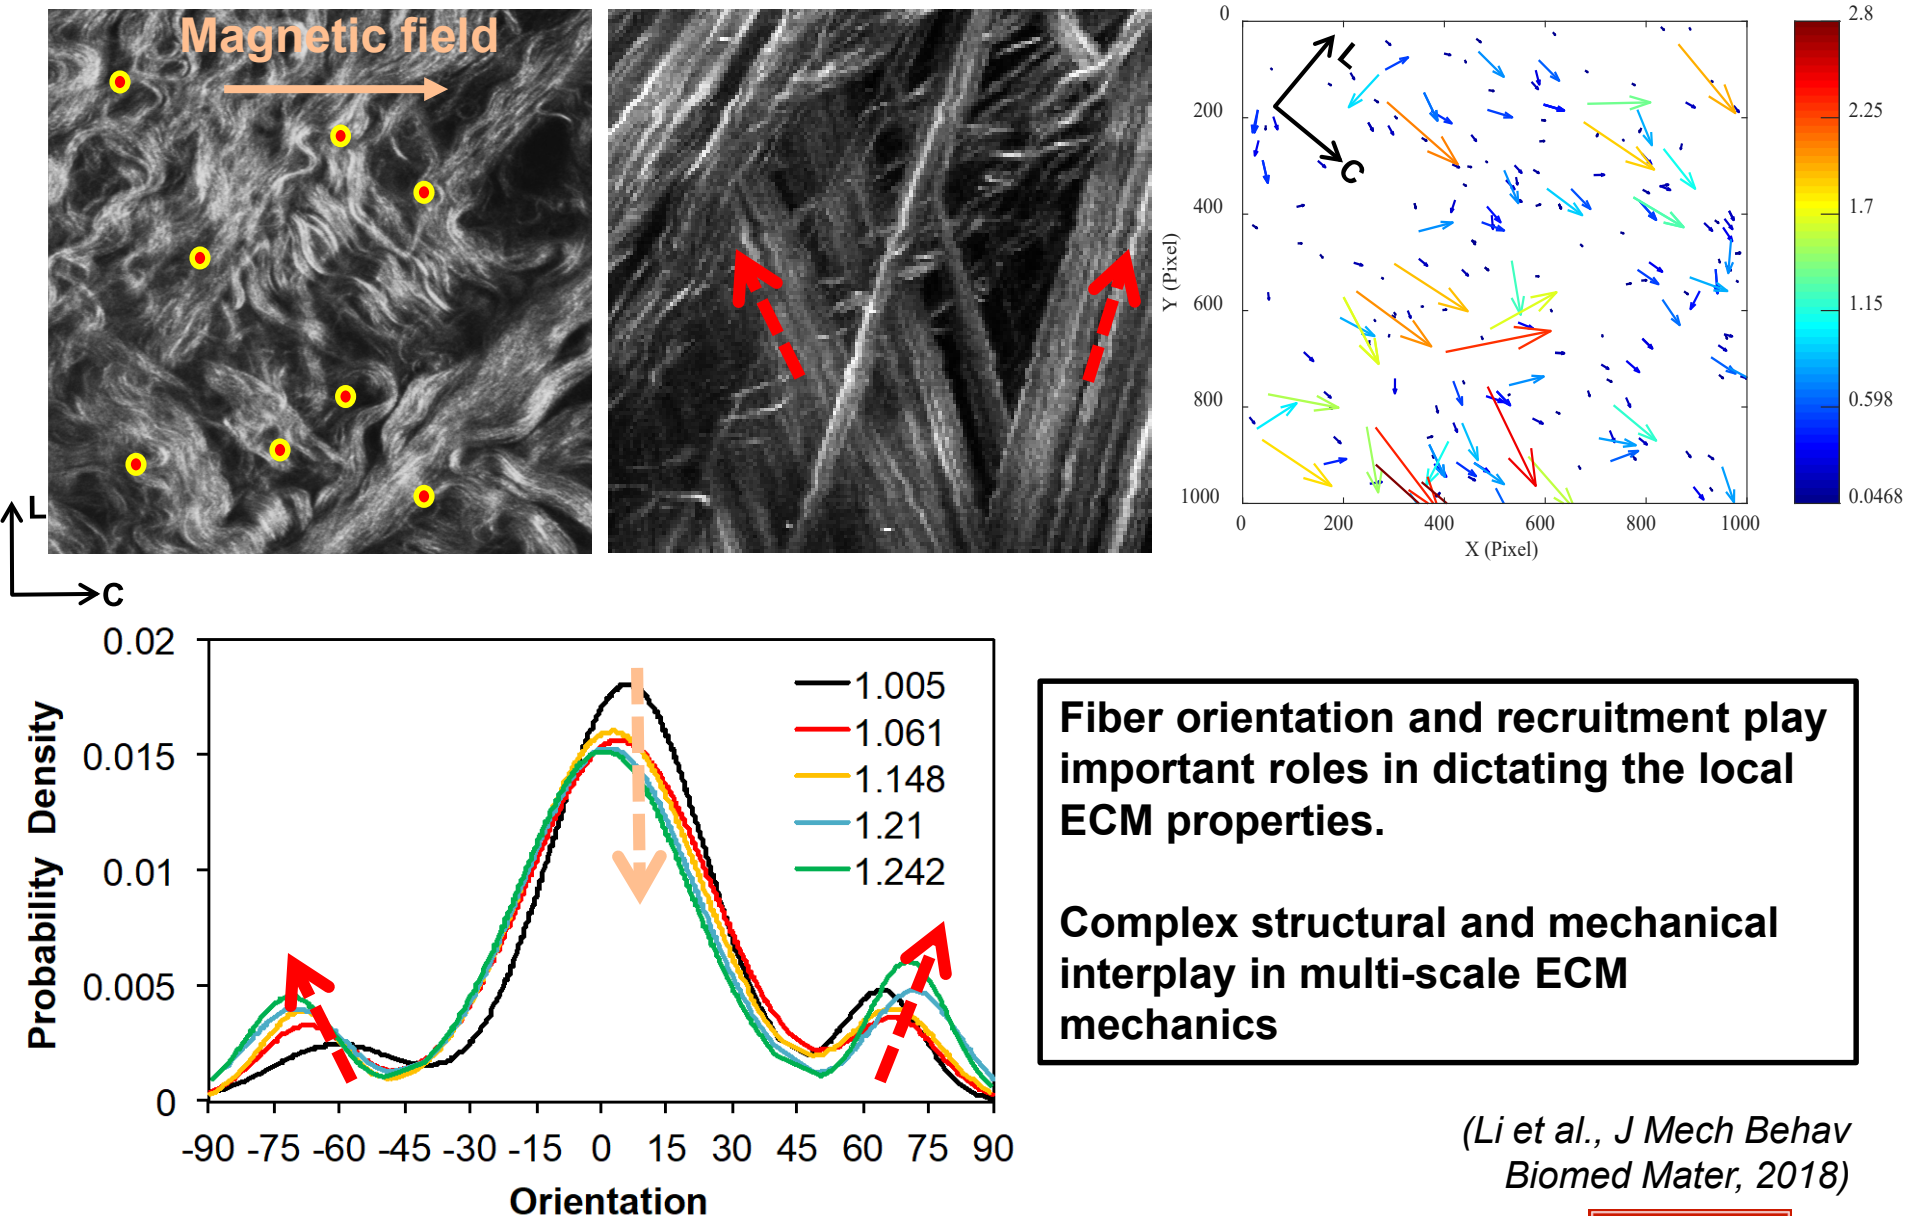 Magnetic field
L
C
0
200
400
600
800
1000
Y (Pixel)
0 200 400 600 800 1000
X (Pixel)
L
C
2.8
2.25
1.7
1.15
0.598
0.0468
0.02
0.015
0.01
0.005
0
Probability Density
-90 -75 -60 -45 -30 -15 0 15 30 45 60 75 90
Orientation
1.005
1.061
1.148
1.21
1.242
Fiber orientation and recruitment play
important roles in dictating the local
ECM properties.
Complex structural and mechanical
interplay in multi-scale ECM
mechanics
(Li et al., J Mech Behav
Biomed Mater, 2018)